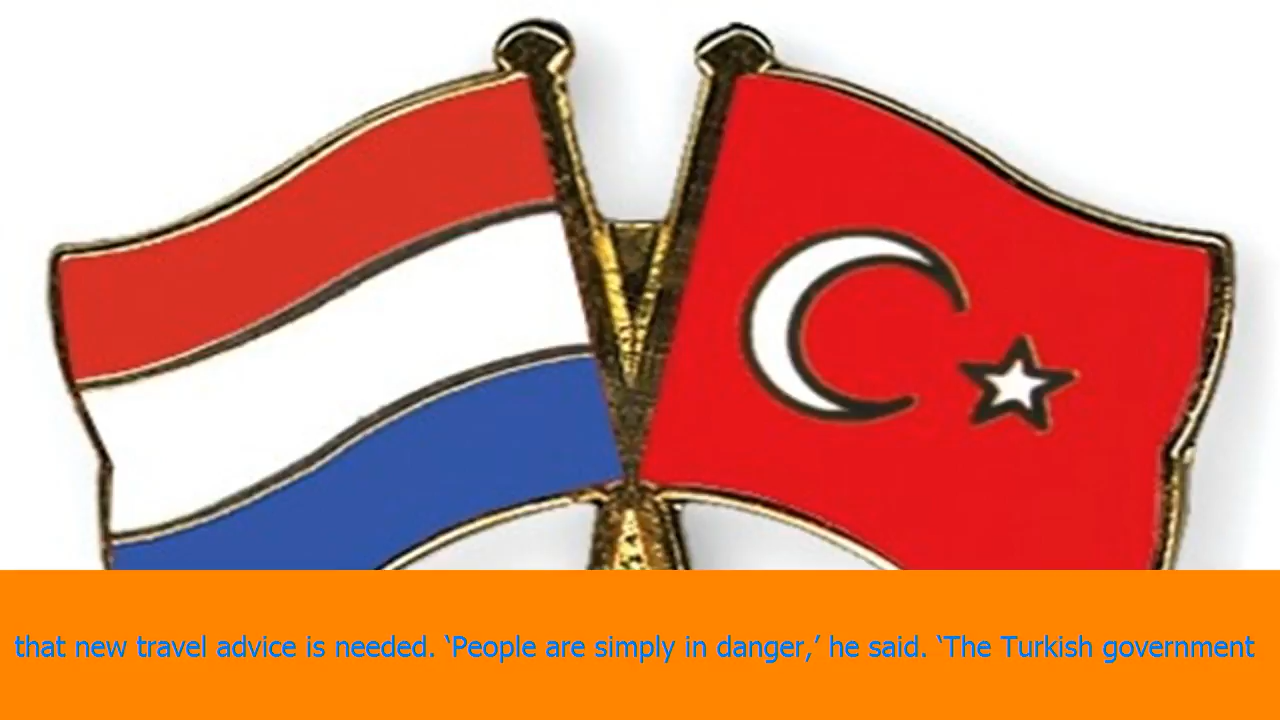 that new travel advice is needed. ‘People are simply in danger,’ he said. ‘The Turkish government